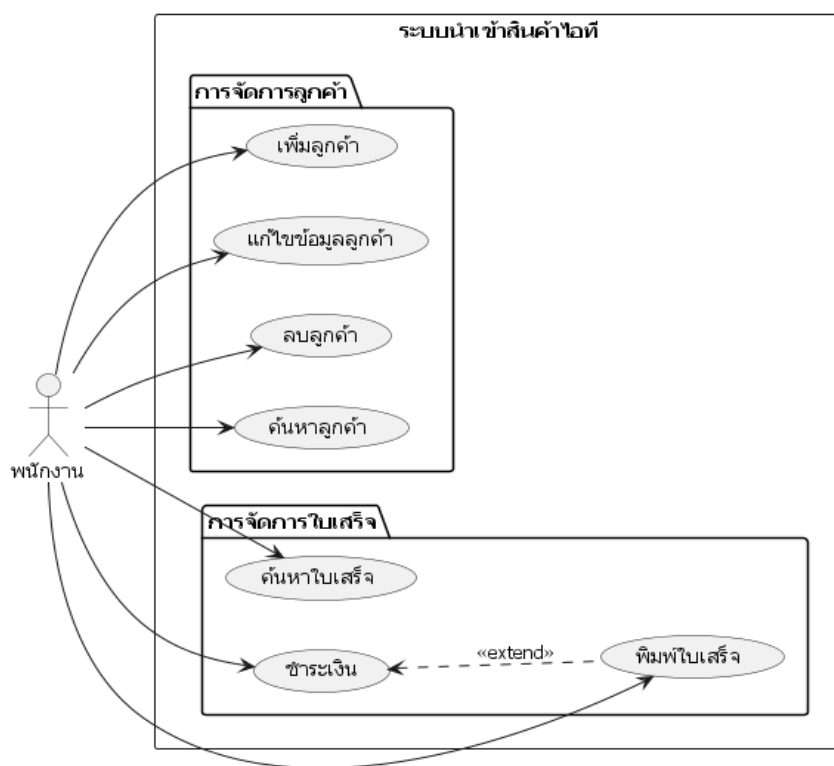 ระบบนำเข้าสินค้าไอที
การจัดการลูกค้า
เพิ่มลูกค้า
แก้ไขข้อมูลลูกค้า
ลบลูกค้า
ค้นหาลูกค้า
พนักงาน
การจัดการใบเสร็จ
ค้นหาใบเสร็จ
ชำระเงิน
«extend»
พิมพ์ใบเสร็จ